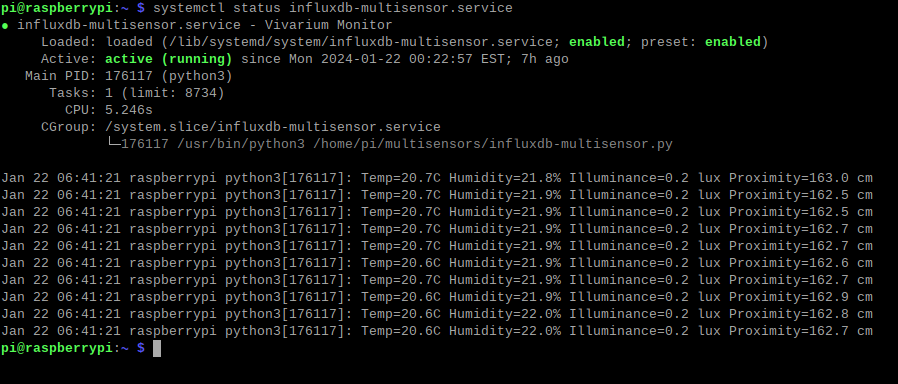 pi@raspberrypi:~ $ systemctl status influxdb-multisensor.service
● influxdb-multisensor.service - Vivarium Monitor
     Loaded: loaded (/lib/systemd/system/influxdb-multisensor.service; enabled; preset: enabled)
     Active: active (running) since Mon 2024-01-22 00:22:57 EST; 7h ago
   Main PID: 176117 (python3)
      Tasks: 1 (limit: 8734)
        CPU: 5.246s
     CGroup: /system.slice/influxdb-multisensor.service
             └─176117 /usr/bin/python3 /home/pi/multisensors/influxdb-multisensor.py

Jan 22 06:41:21 raspberrypi python3[176117]: Temp=20.7C Humidity=21.8% Illuminance=0.2 lux Proximity=163.0 cm
Jan 22 06:41:21 raspberrypi python3[176117]: Temp=20.7C Humidity=21.9% Illuminance=0.2 lux Proximity=162.5 cm
Jan 22 06:41:21 raspberrypi python3[176117]: Temp=20.7C Humidity=21.9% Illuminance=0.2 lux Proximity=162.5 cm
Jan 22 06:41:21 raspberrypi python3[176117]: Temp=20.7C Humidity=21.9% Illuminance=0.2 lux Proximity=162.7 cm
Jan 22 06:41:21 raspberrypi python3[176117]: Temp=20.7C Humidity=21.9% Illuminance=0.2 lux Proximity=162.7 cm
Jan 22 06:41:21 raspberrypi python3[176117]: Temp=20.6C Humidity=21.9% Illuminance=0.2 lux Proximity=162.6 cm
Jan 22 06:41:21 raspberrypi python3[176117]: Temp=20.7C Humidity=21.9% Illuminance=0.2 lux Proximity=162.7 cm
Jan 22 06:41:21 raspberrypi python3[176117]: Temp=20.6C Humidity=21.9% Illuminance=0.2 lux Proximity=162.9 cm
Jan 22 06:41:21 raspberrypi python3[176117]: Temp=20.6C Humidity=22.0% Illuminance=0.2 lux Proximity=162.8 cm
Jan 22 06:41:21 raspberrypi python3[176117]: Temp=20.6C Humidity=22.0% Illuminance=0.2 lux Proximity=162.7 cm
pi@raspberrypi:~ $